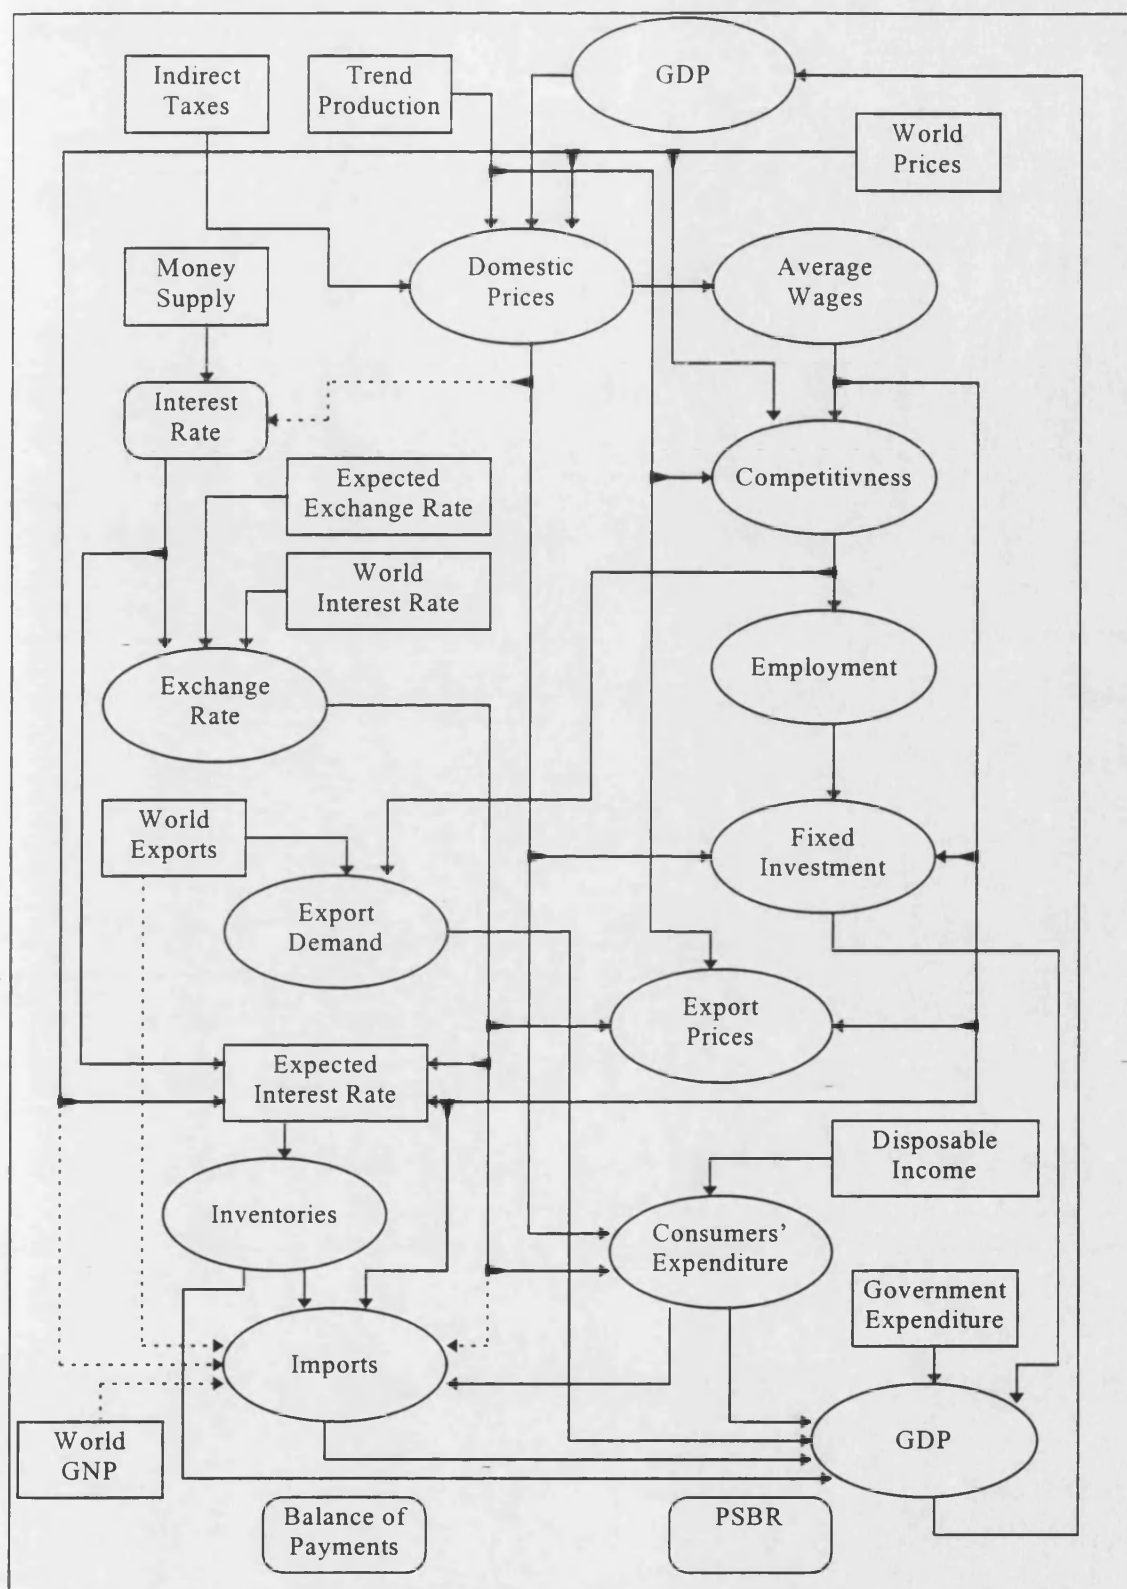 Indirect
Taxes
Trend
Production
GDP
World
Prices
Money
Supply
Domestic
Prices
Average
Wages
Interest
Rate
Expected
Exchange Rate
Competitivness
World
Interest Rate
Exchange
Rate
Employment
World
Exports
Fixed
Investment
Export
Demand
Export
Prices
Expected
Interest Rate
Disposable
Income
Inventories
Consumers'
Expenditure
Government
Expenditure
Imports
World
GNP
GDP
Balance of
Payments
PSBR